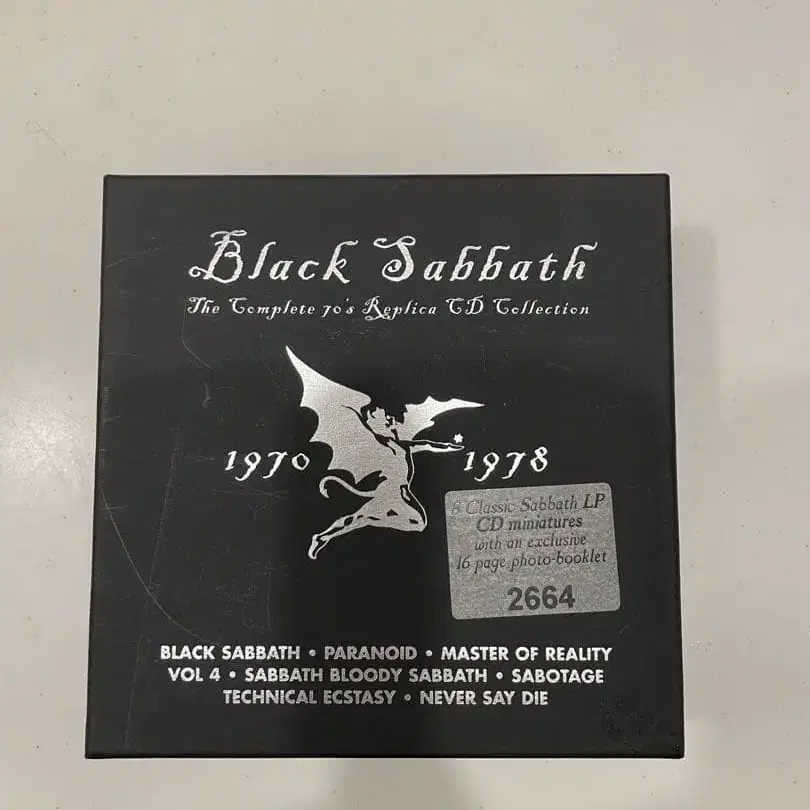 Black Sabbath
The Complete 70's Replica CD Collection
1970 1978
8 Classic Sabbath LP
CD miniatures
with an exclusive
16 page photo-booklet
2664
BLACK SABBATH • PARANOID • MASTER OF REALITY
VOL 4 • SABBATH BLOODY SABBATH • SABOTAGE
TECHNICAL ECSTASY • NEVER SAY DIE